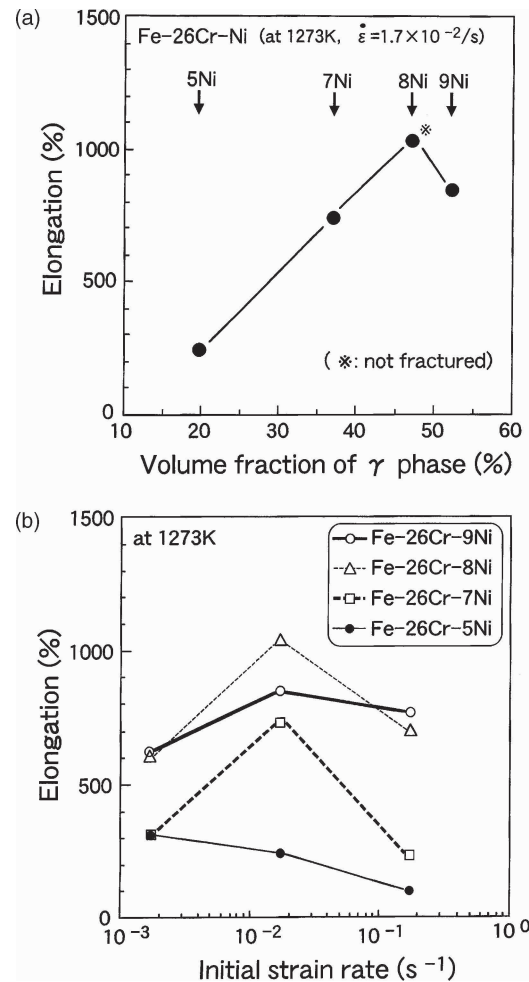 (a)
1500
Fe-26Cr-Ni (at 1273K, ε̇=1.7×10⁻²/s)
5Ni 7Ni 8Ni 9Ni
※
1000
500
0
(※: not fractured)
10 20 30 40 50 60
Elongation (%)
Volume fraction of γ phase (%)
(b)
1500
at 1273K
Fe-26Cr-9Ni
Fe-26Cr-8Ni
Fe-26Cr-7Ni
Fe-26Cr-5Ni
1000
500
0
10⁻³ 10⁻² 10⁻¹ 10⁰
Elongation (%)
Initial strain rate (s⁻¹)